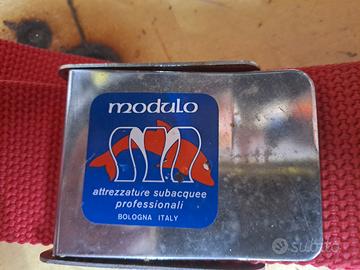 modulo
attrezzature subacquee
professionali
BOLOGNA ITALY
subito